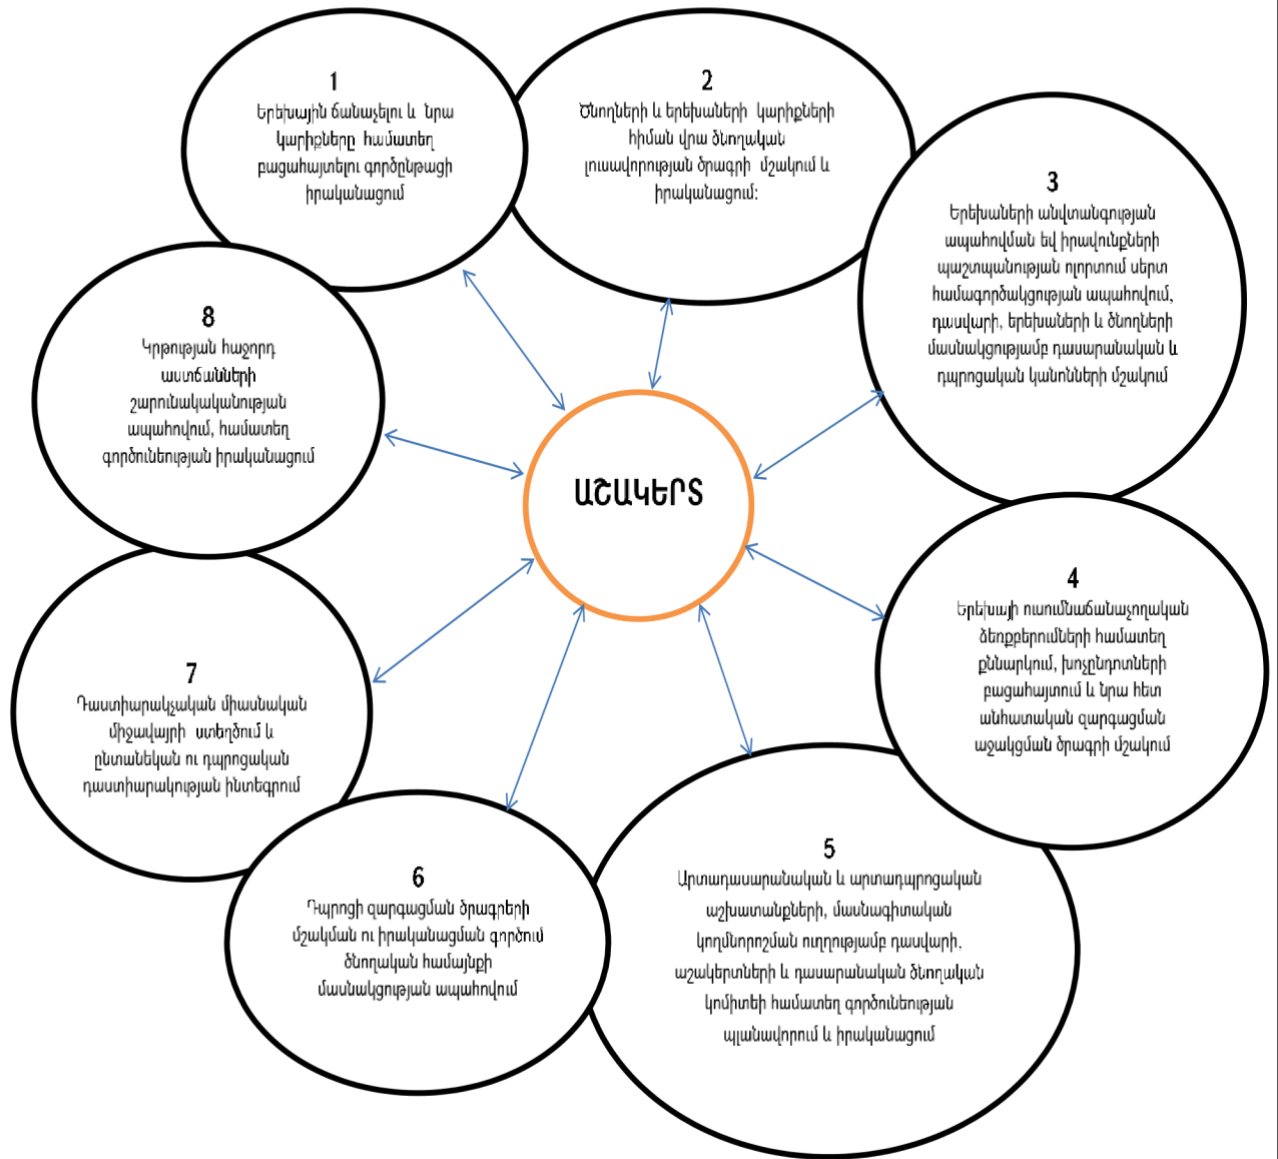 1
Երեխային ճանաչելու և նրա
կարիքները համատեղ
բացահայտելու գործընթացի
իրականացում
2
Ծնողների և երեխաների կարիքների
հիման վրա ծնողական
լուսավորության ծրագրի մշակում և
իրականացում:
3
Երեխաների անվտանգության
ապահովման եվ իրավունքների
պաշտպանության ոլորտում սերտ
համագործակցության ապահովում,
դասվարի, երեխաների և ծնողների
մասնակցությամբ դասարանական և
դպրոցական կանոնների մշակում
8
Կրթության հաջորդ
աստճանների
շարունակականության
ապահովում, համատեղ
գործունեության իրականացում
ԱՇԱԿԵՐՏ
4
Երեխայի ուսումնաճանաչողական
ձեռքբերումների համատեղ
քննարկում, խոչընդոտների
բացահայտում և նրա հետ
անհատական զարգացման
աջակցման ծրագրի մշակում
7
Դաստիարակչական միասնական
միջավայրի ստեղծում և
ընտանեկան ու դպրոցական
դաստիարակության ինտեգրում
5
Արտադասարանական և արտադպրոցական
աշխատանքների, մասնագիտական
կողմնորոշման ուղղությամբ դասվարի,
աշակերտների և դասարանական ծնողական
կոմիտեի համատեղ գործունեության
պլանավորում և իրականացում
6
Դպրոցի զարգացման ծրագրերի
մշակման ու իրականացման գործում
ծնողական համայնքի
մասնակցության ապահովում